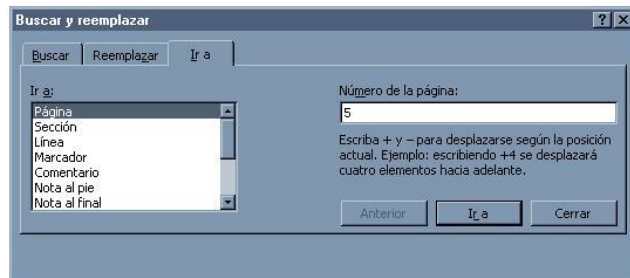 Buscar y reemplazar
Buscar Reemplazar Ir a
Ir a:
Página
Sección
Línea
Marcador
Comentario
Nota al pie
Nota al final
Número de la página:
5
Escriba + y – para desplazarse según la posición
actual. Ejemplo: escribiendo +4 se desplazará
cuatro elementos hacia adelante.
Anterior Ir a Cerrar